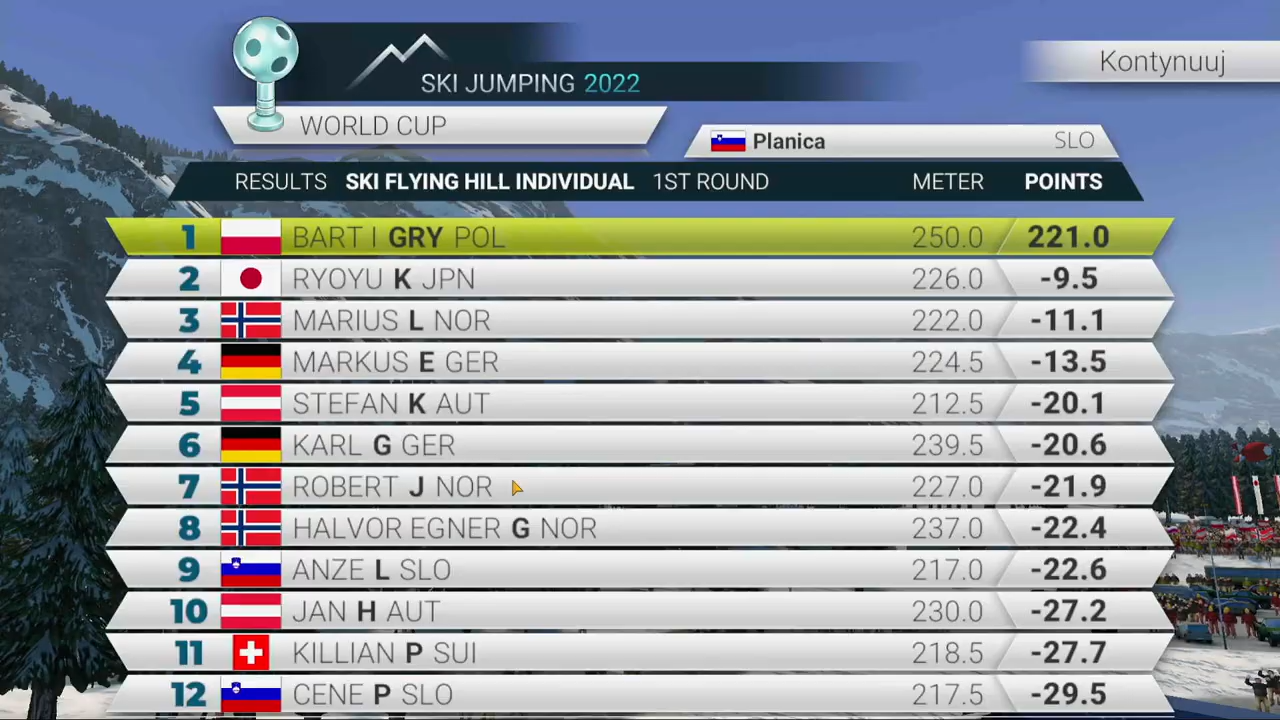 SKI JUMPING 2022
Kontynuuj
WORLD CUP
Planica SLO
RESULTS SKI FLYING HILL INDIVIDUAL 1ST ROUND METER POINTS
1 BART I GRY POL 250.0 221.0
2 RYOYU K JPN 226.0 -9.5
3 MARIUS L NOR 222.0 -11.1
4 MARKUS E GER 224.5 -13.5
5 STEFAN K AUT 212.5 -20.1
6 KARL G GER 239.5 -20.6
7 ROBERT J NOR 227.0 -21.9
8 HALVOR EGNER G NOR 237.0 -22.4
9 ANZE L SLO 217.0 -22.6
10 JAN H AUT 230.0 -27.2
11 KILLIAN P SUI 218.5 -27.7
12 CENE P SLO 217.5 -29.5